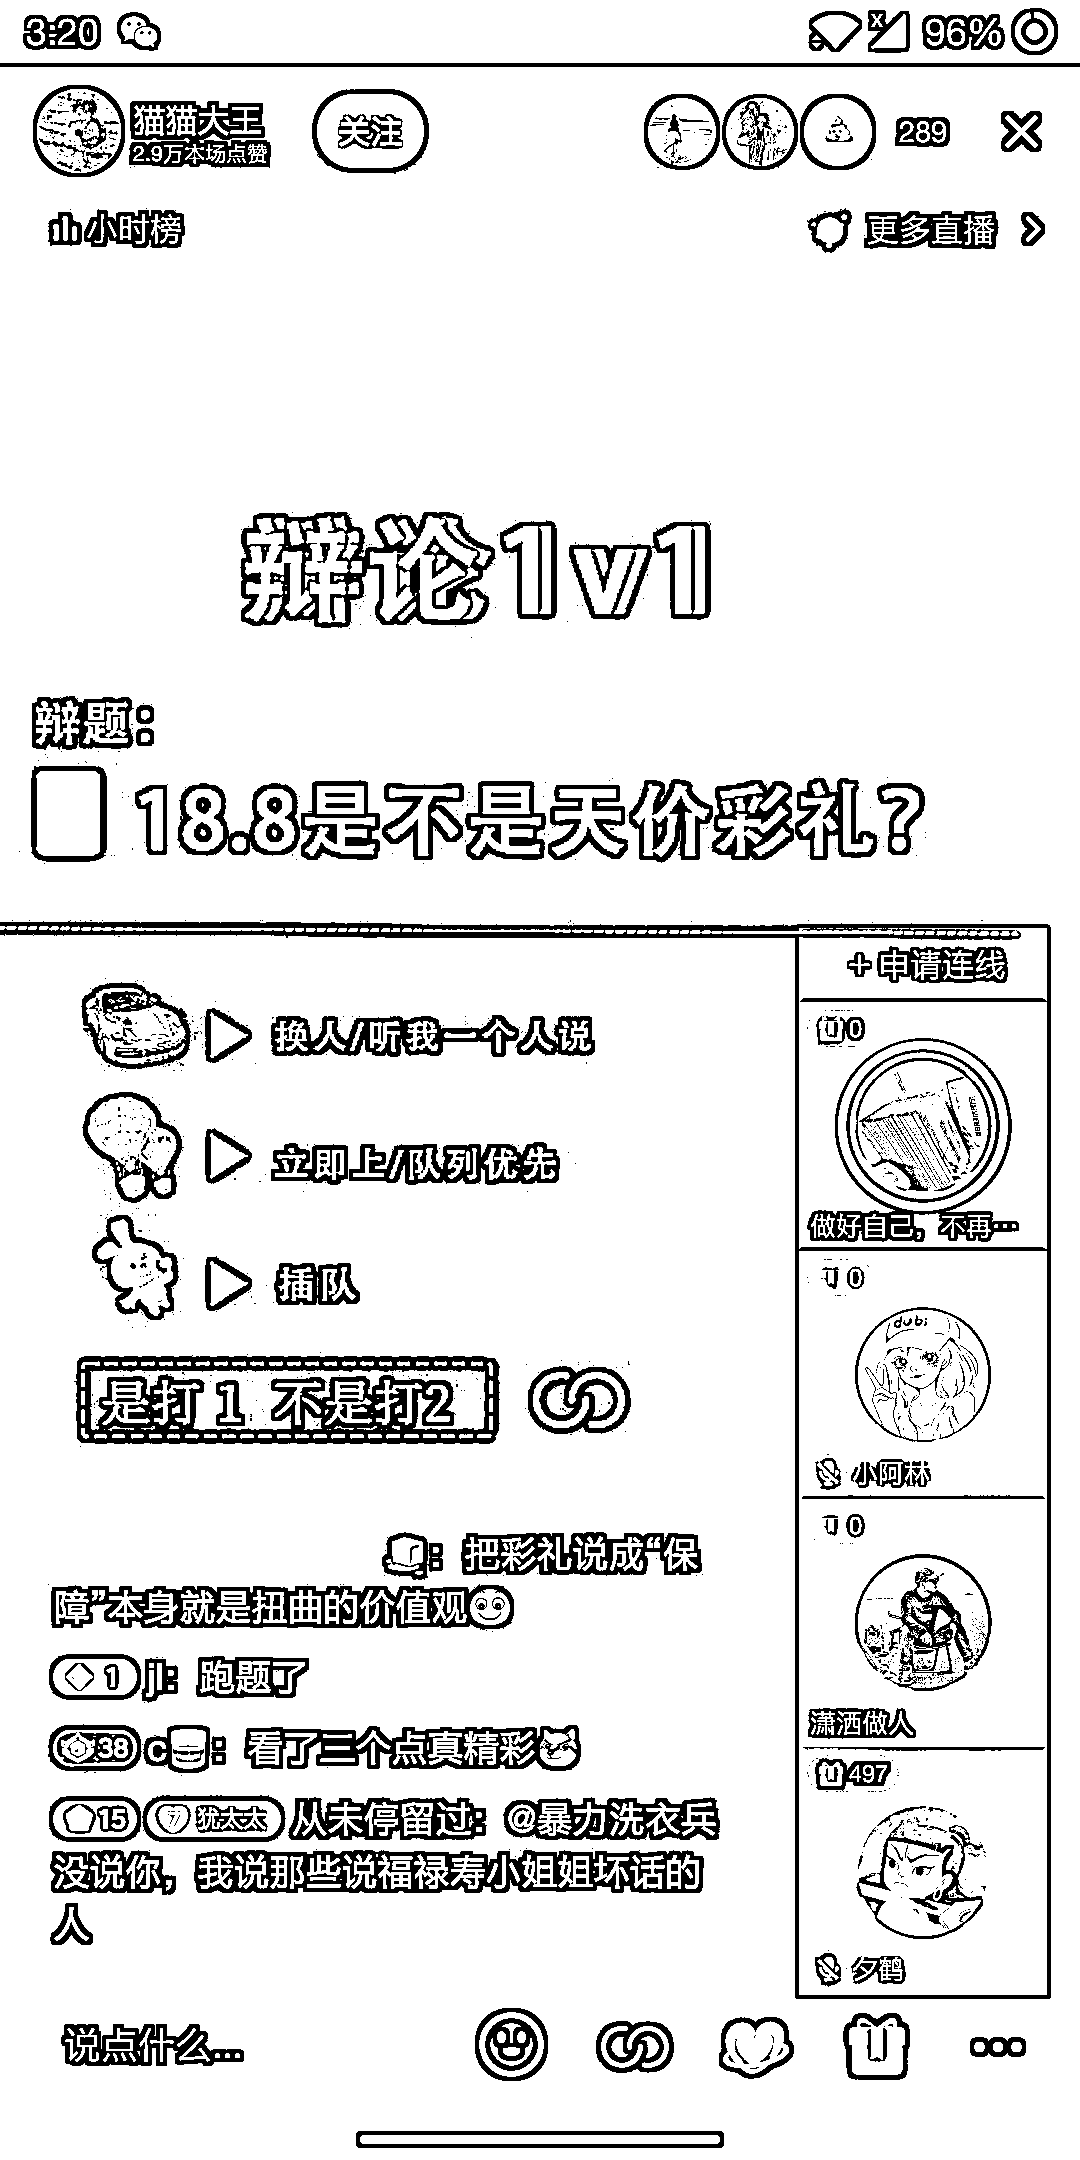 3:20
96%
猫猫大王
2.9万本场点赞
关注
289
小时榜
更多直播
辩论1v1
辩题：
18.8是不是天价彩礼？
+ 申请连线
换人/听我一个人说
立即上/队列优先
插队
是打 1 不是打2
0
做好自己，不再…
0
dubi
小阿林
0
潇洒做人
497
夕鹤
：把彩礼说成“保
障”本身就是扭曲的价值观
1 jl：跑题了
38 c：看了三个点真精彩
15 7 犹太太 从未停留过：@暴力洗衣兵
没说你，我说那些说福禄寿小姐姐坏话的
人
说点什么...